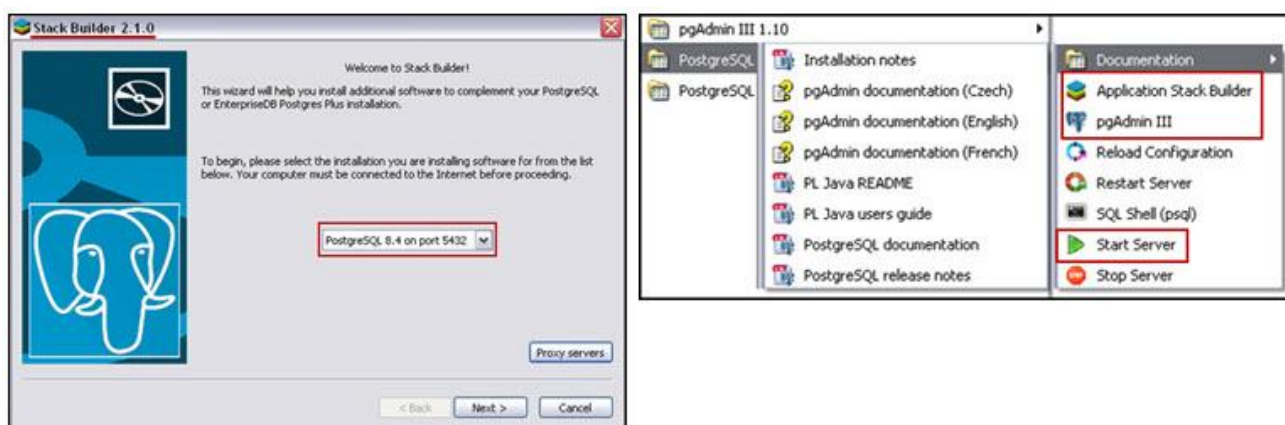 Stack Builder 2.1.0
Welcome to Stack Builder!
This wizard will help you install additional software to complement your PostgreSQL
or EnterpriseDB Postgres Plus installation.
To begin, please select the installation you are installing software for from the list
below. Your computer must be connected to the Internet before proceeding.
PostgreSQL 8.4 on port 5432
Proxy servers
< Back
Next >
Cancel
pgAdmin III 1.10
PostgreSQL
PostgreSQL
Installation notes
pgAdmin documentation (Czech)
pgAdmin documentation (English)
pgAdmin documentation (French)
PL Java README
PL Java users guide
PostgreSQL documentation
PostgreSQL release notes
Documentation
Application Stack Builder
pgAdmin III
Reload Configuration
Restart Server
SQL Shell (psql)
Start Server
Stop Server